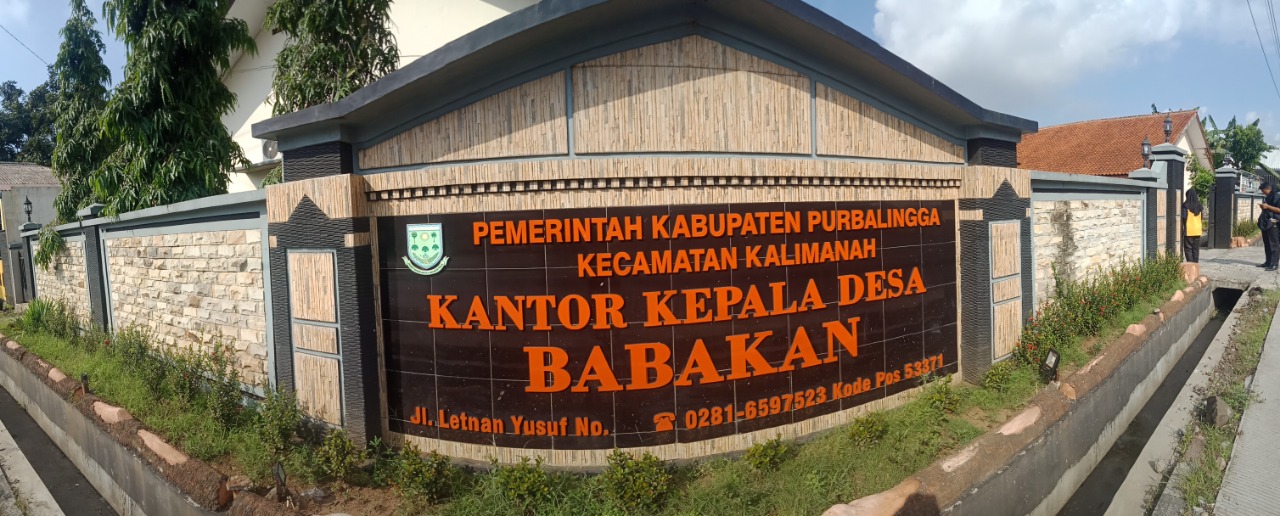 PEMERINTAH KABUPATEN PURBALINGGA
KECAMATAN KALIMANAH
KANTOR KEPALA DESA
BABAKAN
Jl. Letnan Yusuf No. ☎ 0281-6597523 Kode Pos 53371